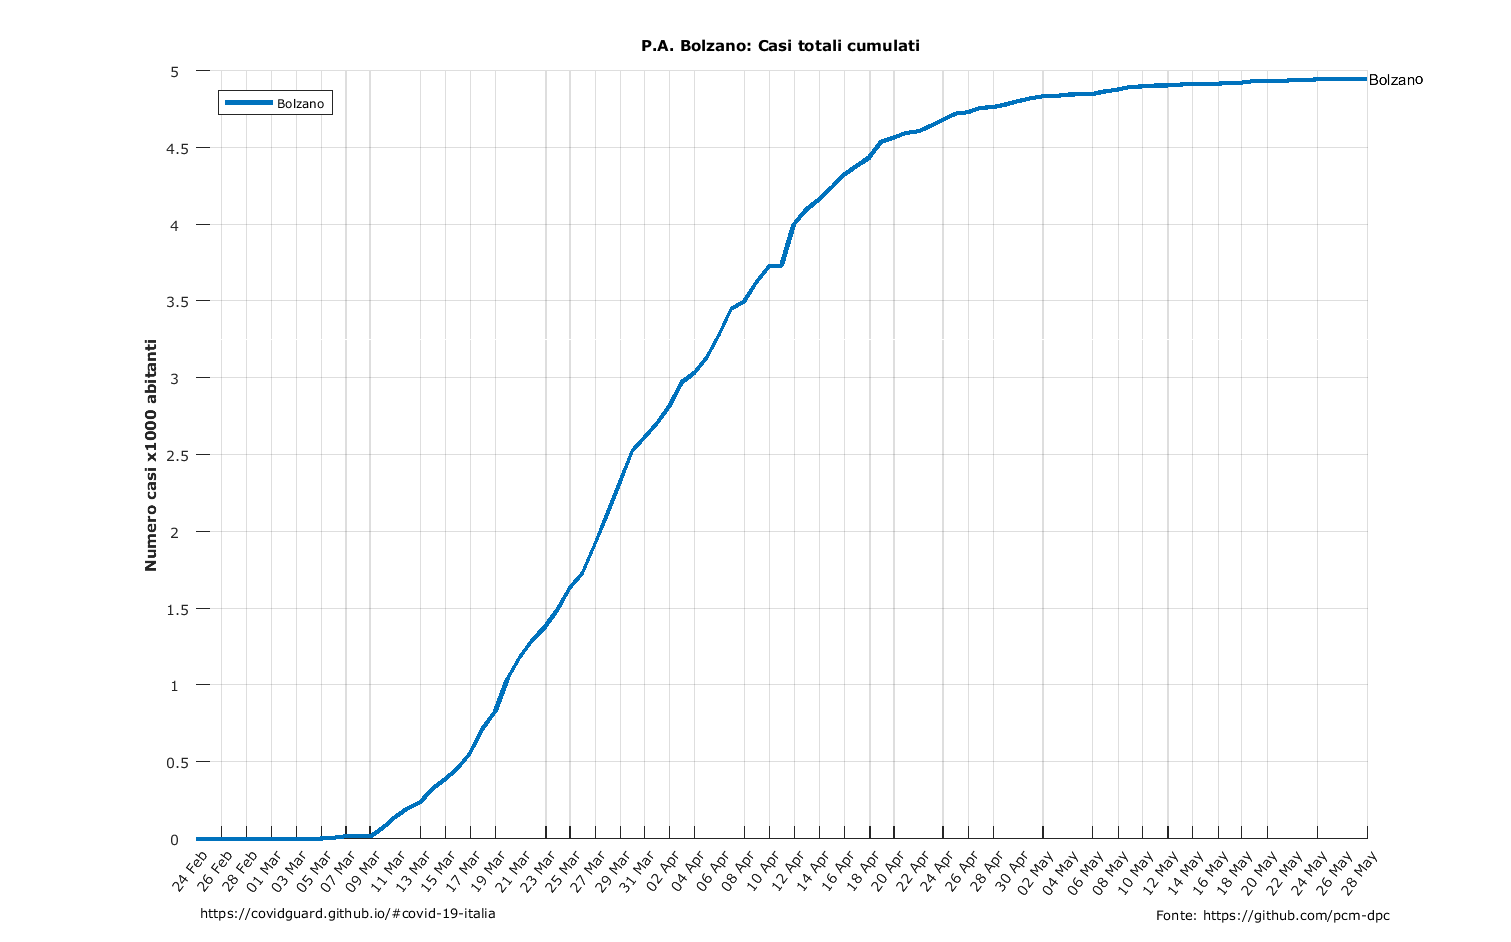 P.A. Bolzano: Casi totali cumulati
Bolzano
Bolzano
Numero casi x1000 abitanti
5
4.5
4
3.5
3
2.5
2
1.5
1
0.5
0
24 Feb
26 Feb
28 Feb
01 Mar
03 Mar
05 Mar
07 Mar
09 Mar
11 Mar
13 Mar
15 Mar
17 Mar
19 Mar
21 Mar
23 Mar
25 Mar
27 Mar
29 Mar
31 Mar
02 Apr
04 Apr
06 Apr
08 Apr
10 Apr
12 Apr
14 Apr
16 Apr
18 Apr
20 Apr
22 Apr
24 Apr
26 Apr
28 Apr
30 Apr
02 May
04 May
06 May
08 May
10 May
12 May
14 May
16 May
18 May
20 May
22 May
24 May
26 May
28 May
https://covidguard.github.io/#covid-19-italia
Fonte: https://github.com/pcm-dpc